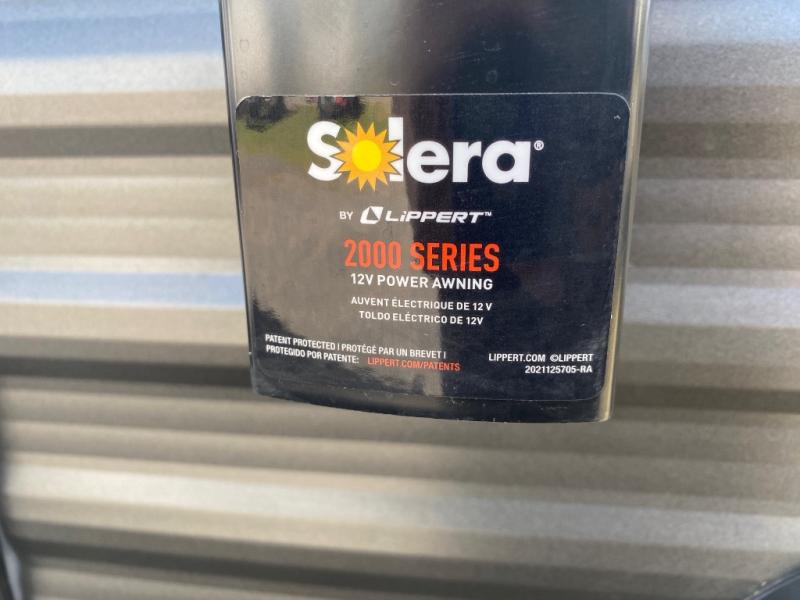 Solera®
BY LiPPERT™
2000 SERIES
12V POWER AWNING
AUVENT ÉLECTRIQUE DE 12 V
TOLDO ELÉCTRICO DE 12V
PATENT PROTECTED I PROTÉGÉ PAR UN BREVET I
PROTEGIDO POR PATENTE: LIPPERT.COM/PATENTS
LIPPERT.COM ©LIPPERT
2021125705-RA